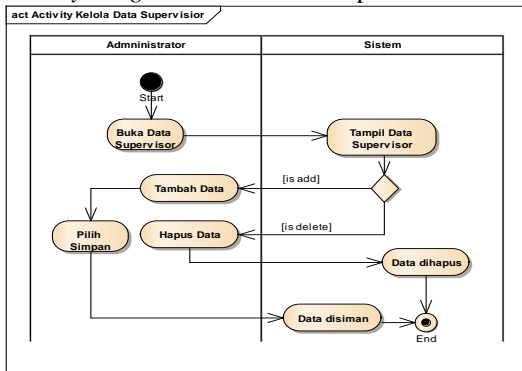 act Activity Kelola Data Supervisior
Admninistrator
Sistem
Start
Buka Data
Supervisor
Tampil Data
Supervisor
[is add]
Tambah Data
[is delete]
Pilih
Simpan
Hapus Data
Data dihapus
Data disiman
End